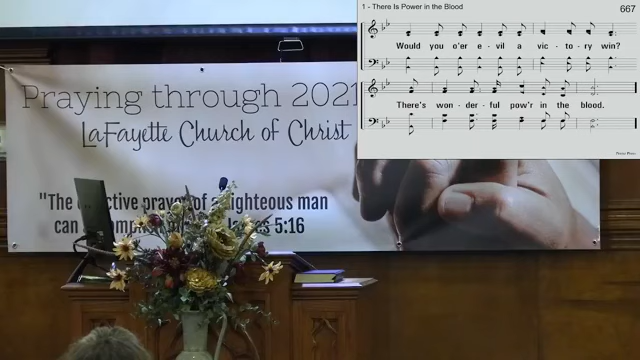 1 - There Is Power in the Blood
667
Would you o'er e - vil a vic - to - ry win?
There's won - der - ful pow'r in the blood.
Praying through 2021
LaFayette Church of Christ
"The effective prayer of a righteous man
can accomplish James 5:16